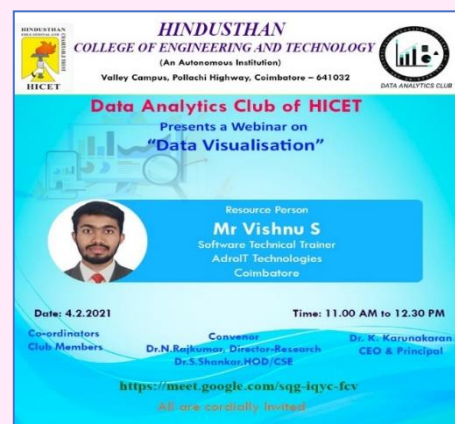 HINDUSTHAN
COLLEGE OF ENGINEERING AND TECHNOLOGY
(An Autonomous Institution)
Valley Campus, Pollachi Highway, Coimbatore – 641032
HICET
DATA ANALYTICS CLUB
Data Analytics Club of HICET
Presents a Webinar on
“Data Visualisation”
Resource Person
Mr Vishnu S
Software Technical Trainer
AdroIT Technologies
Coimbatore
Date: 4.2.2021
Time: 11.00 AM to 12.30 PM
Co-ordinators
Club Members
Convenor
Dr.N.Rajkumar, Director-Research
Dr.S.Shankar,HOD/CSE
Dr. K. Karunakaran
CEO & Principal
https://meet.google.com/sqg-iqyc-fcv
All are cordially Invited